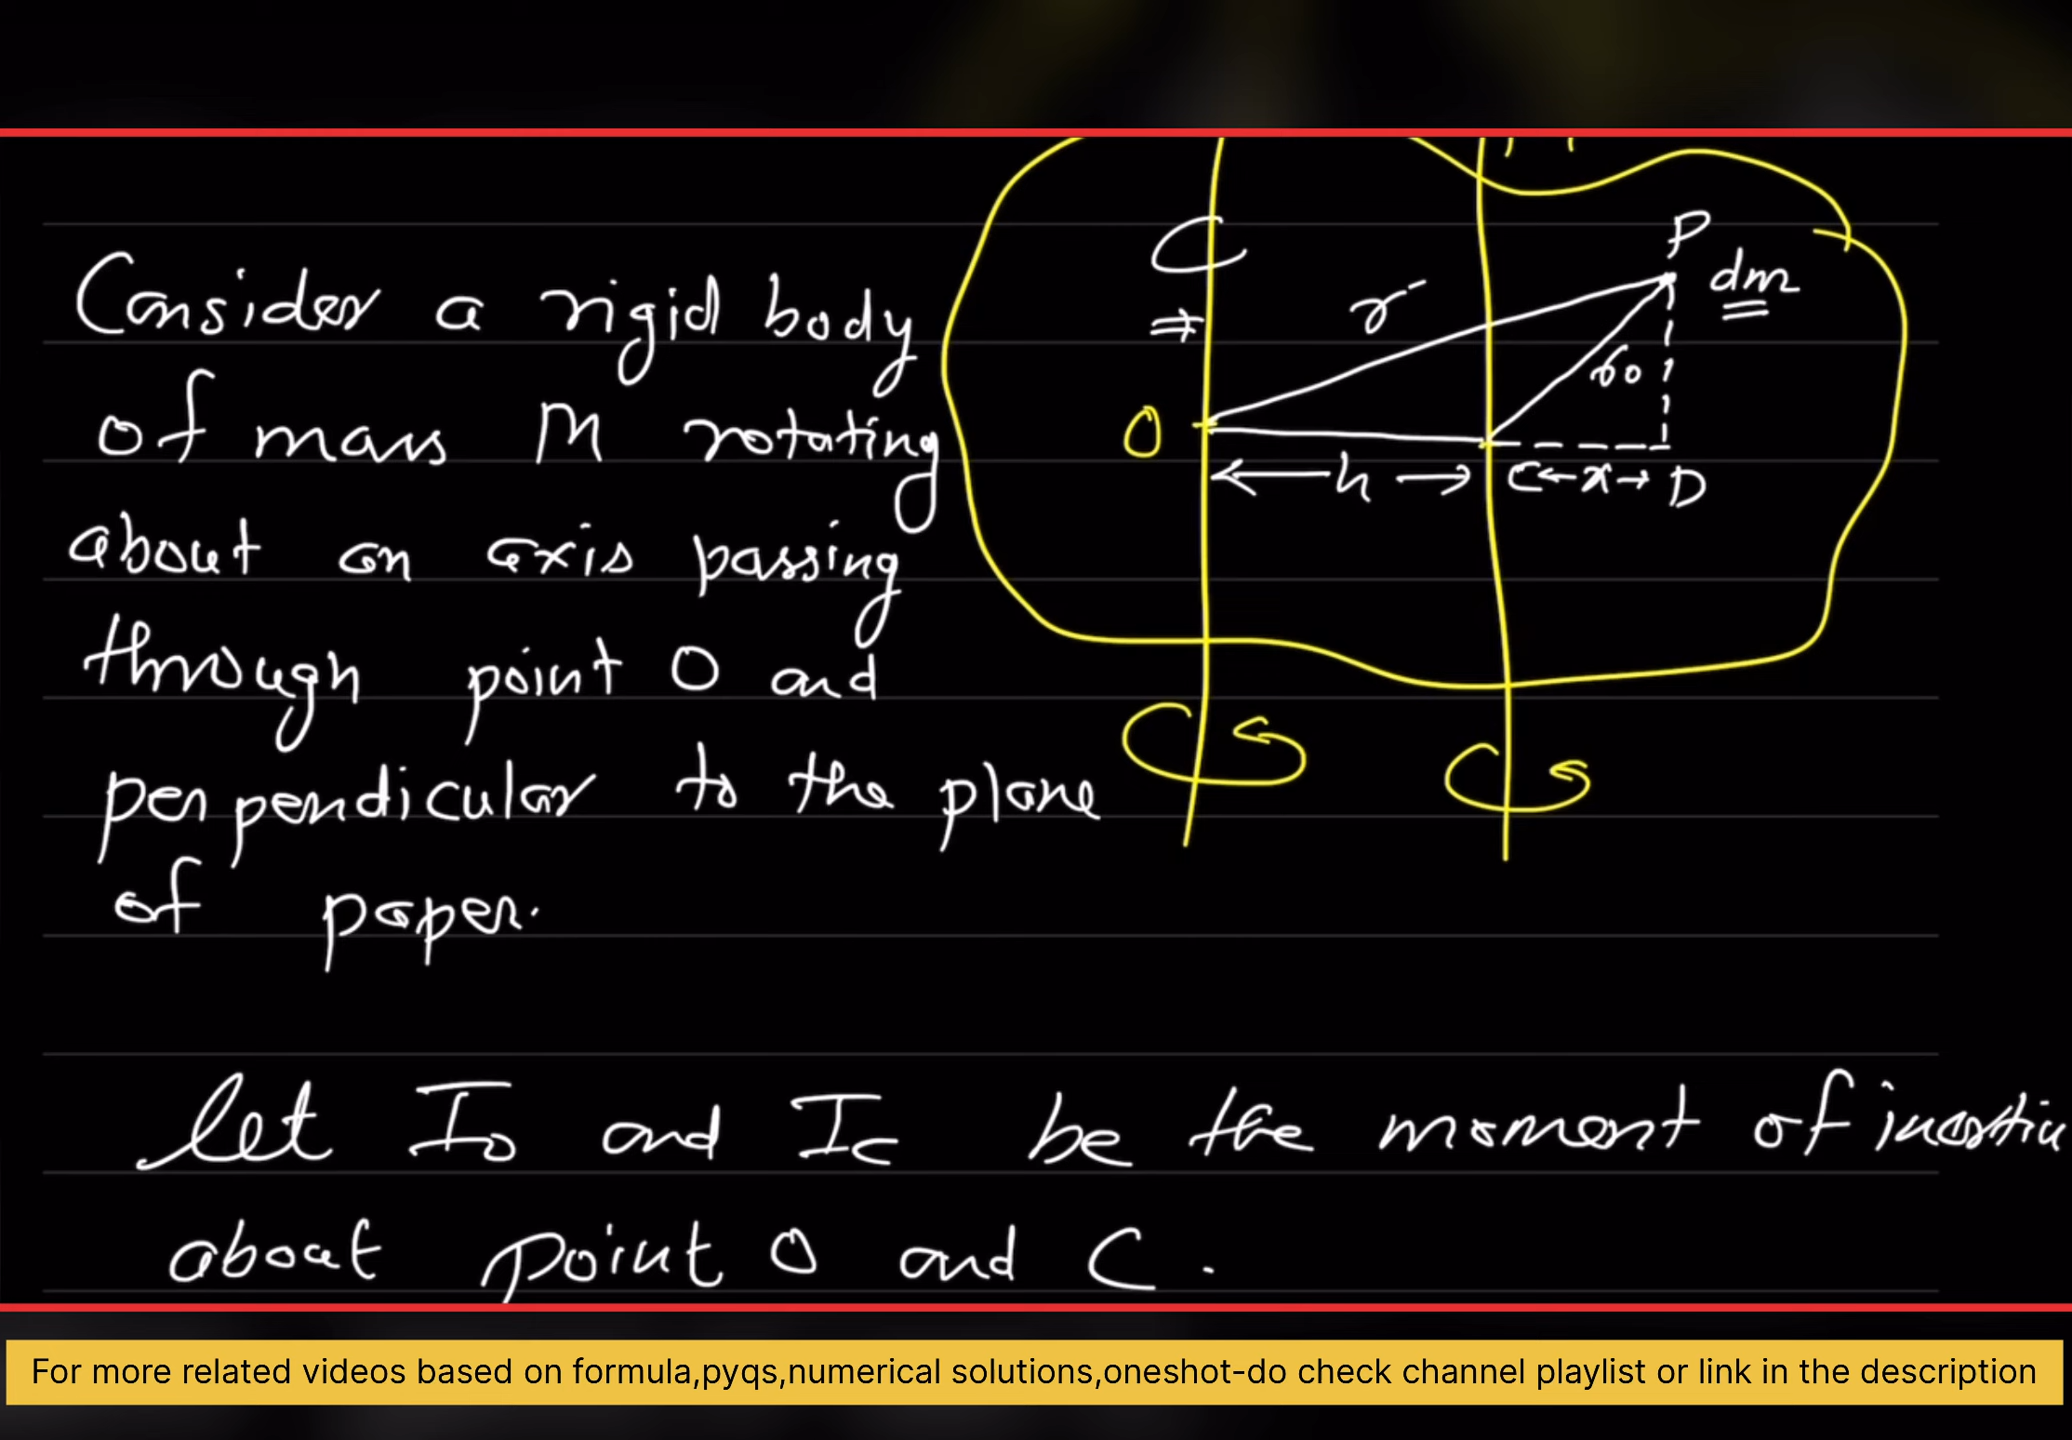 Consider a rigid body
of mass M rotating
about an axis passing
through point O and
perpendicular to the plane
of paper.
P
dm
r
r0
O
h
C
x
D
let Io and Ic be the moment of inertia
about point O and C.
For more related videos based on formula,pyqs,numerical solutions,oneshot-do check channel playlist or link in the description